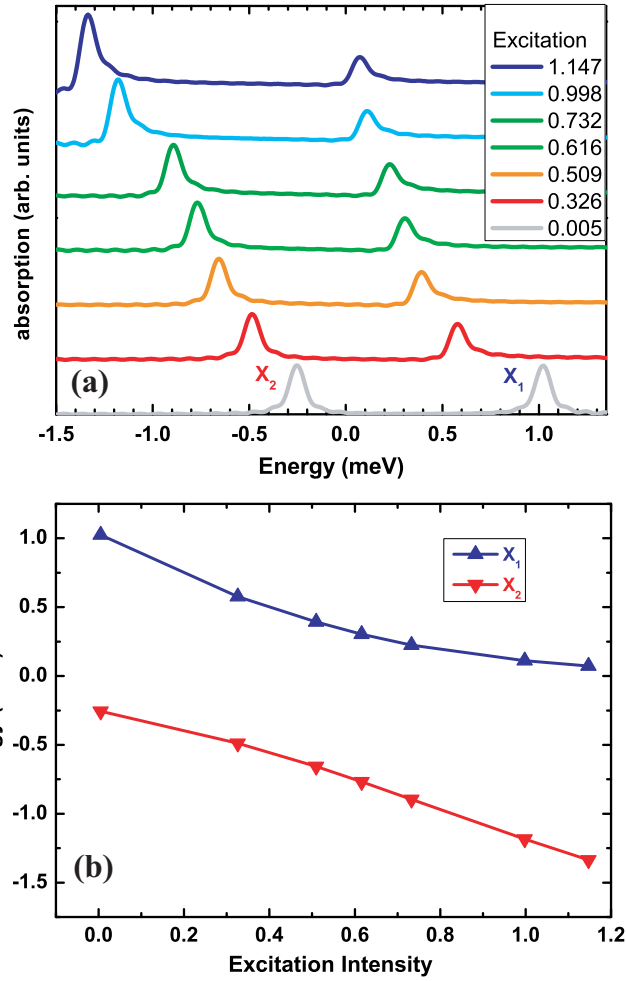 Excitation
1.147
0.998
0.732
0.616
0.509
0.326
0.005
absorption (arb. units)
(a)
X2
X1
-1.5 -1.0 -0.5 0.0 0.5 1.0
Energy (meV)
1.0
0.5
0.0
-0.5
-1.0
-1.5
X1
X2
(b)
0.0 0.2 0.4 0.6 0.8 1.0 1.2
Excitation Intensity